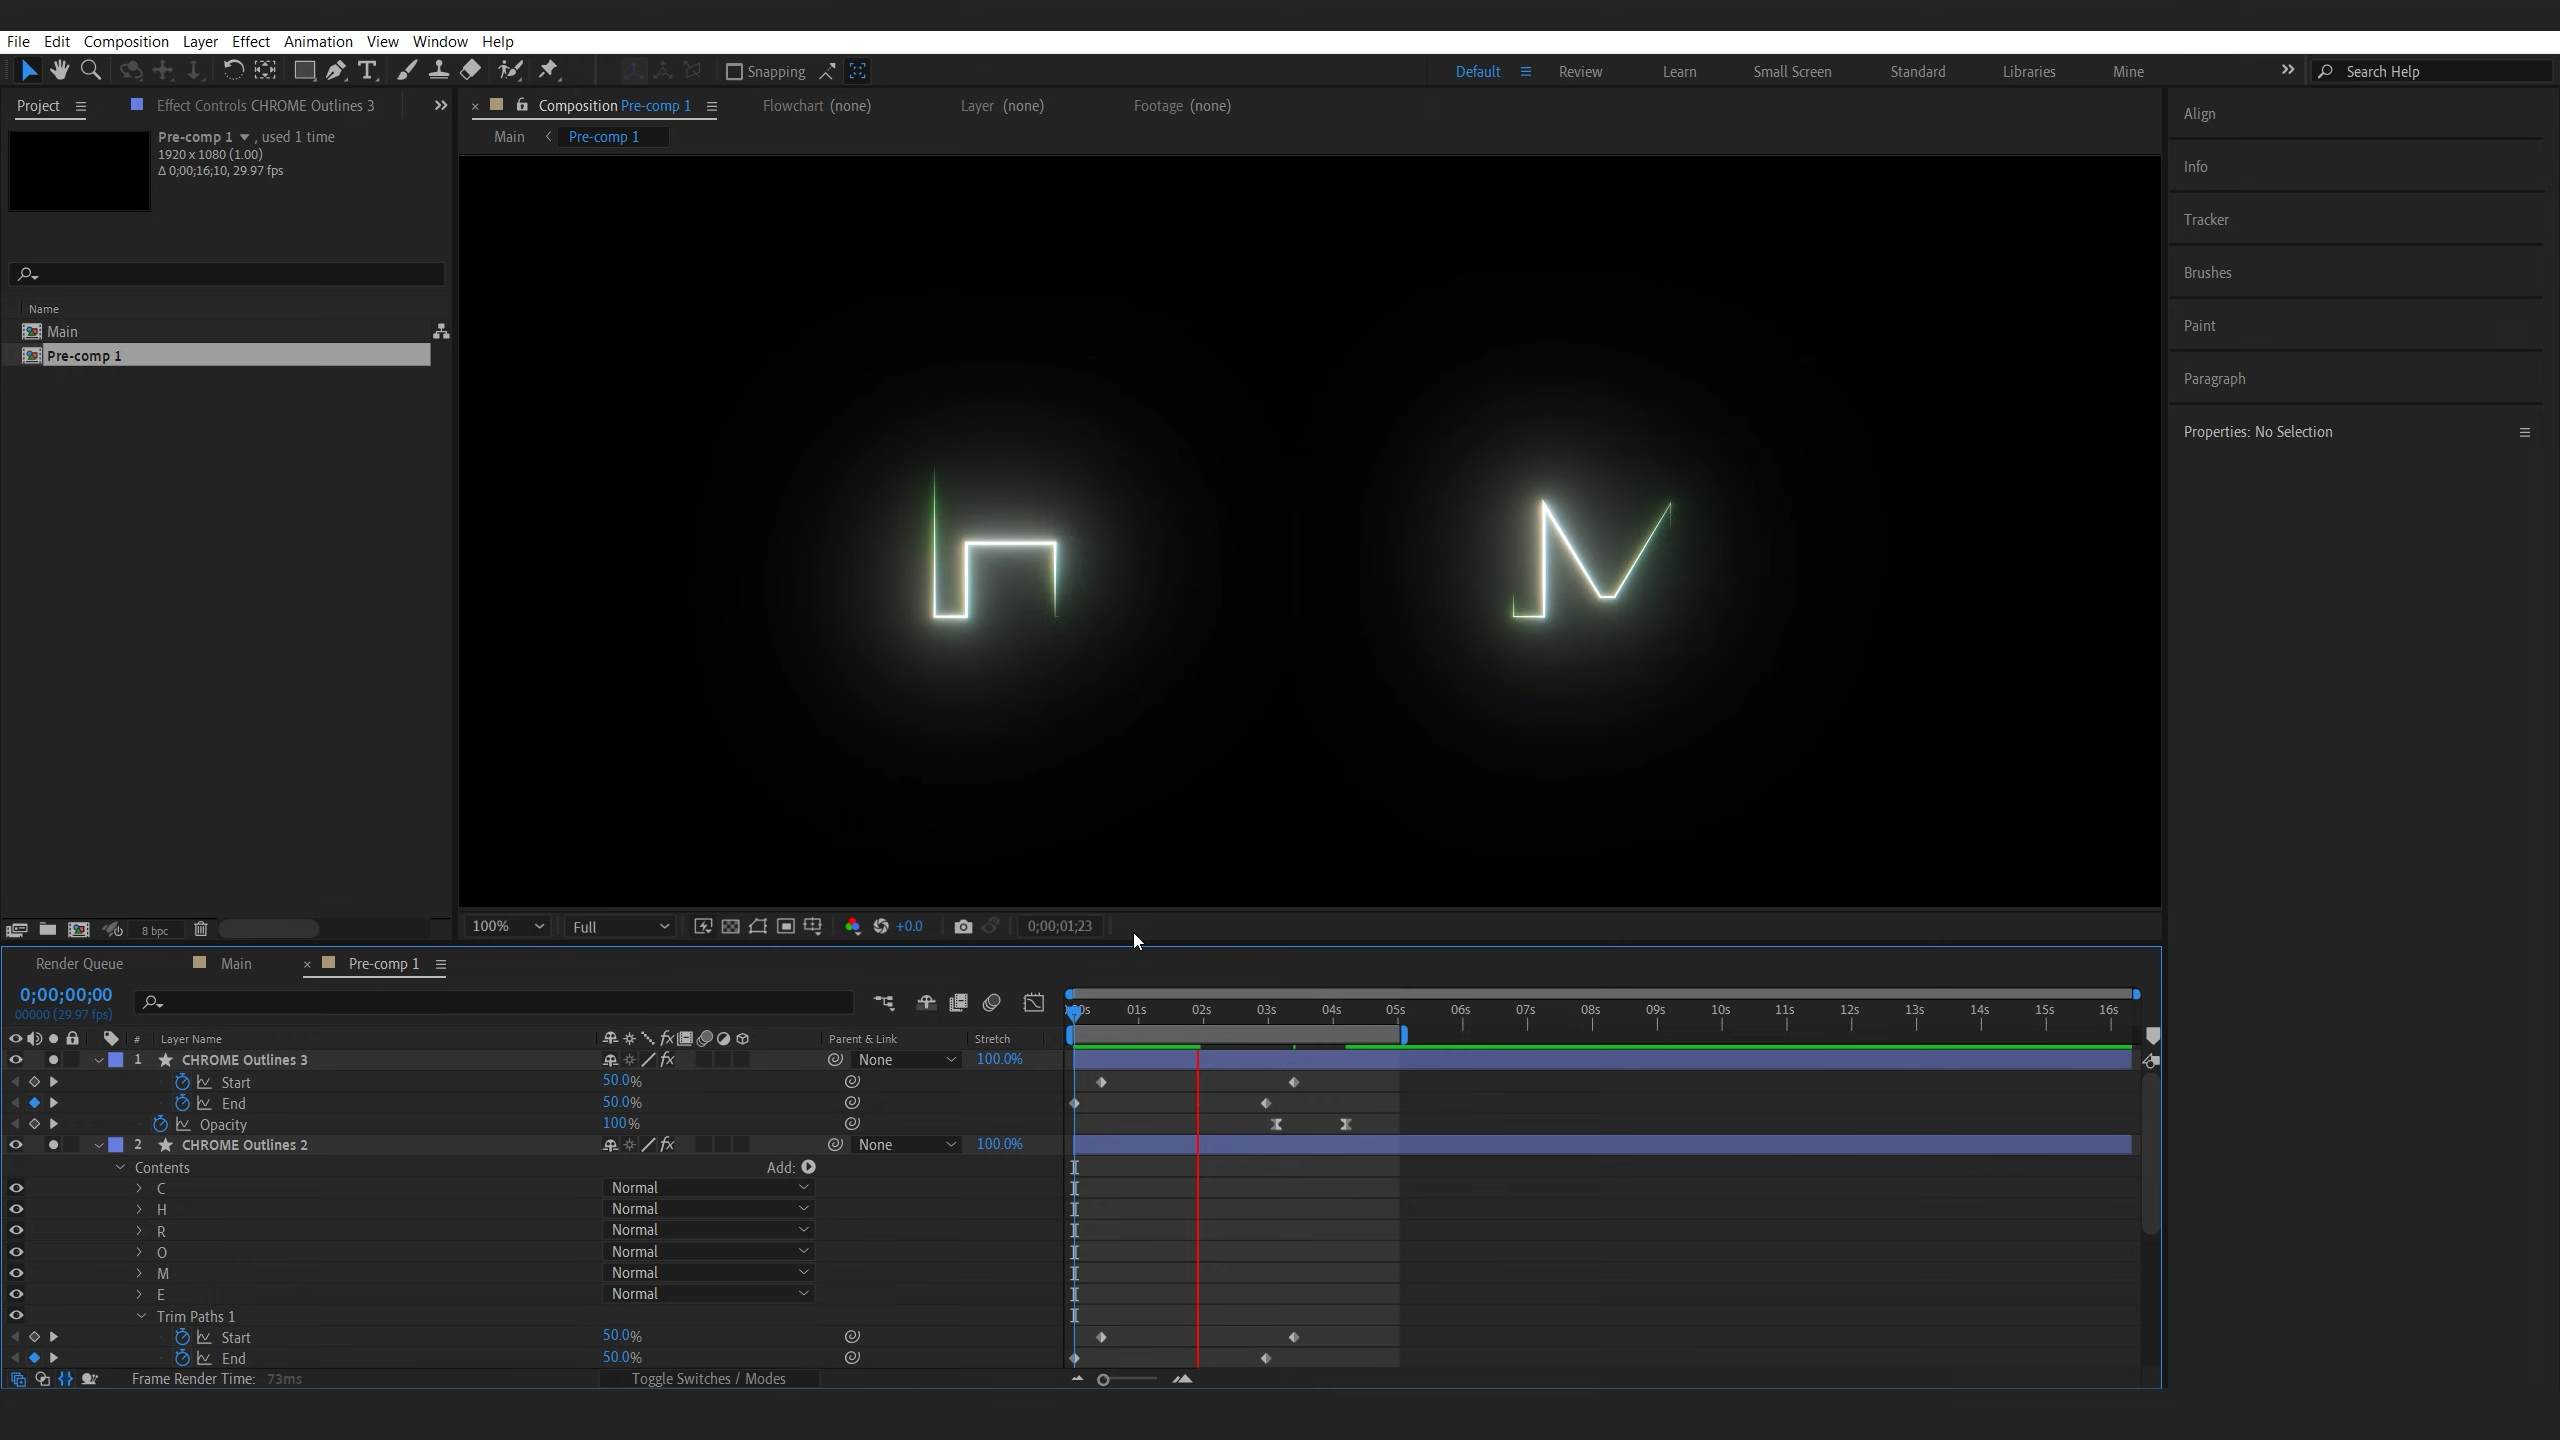 File Edit Composition Layer Effect Animation View Window Help
Snapping
Default Review Learn Small Screen Standard Libraries Mine Search Help
Project Effect Controls CHROME Outlines 3
Composition Pre-comp 1 Flowchart (none) Layer (none) Footage (none)
Main Pre-comp 1
Pre-comp 1 , used 1 time
1920 x 1080 (1.00)
Δ 0;00;16;10, 29.97 fps
Name
Main
Pre-comp 1
Align
Info
Tracker
Brushes
Paint
Paragraph
Properties: No Selection
8 bpc
100% Full +0.0 0;00;01;23
Render Queue Main Pre-comp 1
0;00;00;00
00000 (29.97 fps)
01s 02s 03s 04s 05s 06s 07s 08s 09s 10s 11s 12s 13s 14s 15s 16s
# Layer Name Parent & Link Stretch
1 CHROME Outlines 3 None 100.0%
Start 50.0%
End 50.0%
Opacity 100%
2 CHROME Outlines 2 None 100.0%
Contents Add:
C Normal
H Normal
R Normal
O Normal
M Normal
E Normal
Trim Paths 1
Start 50.0%
End 50.0%
Frame Render Time: 73ms Toggle Switches / Modes